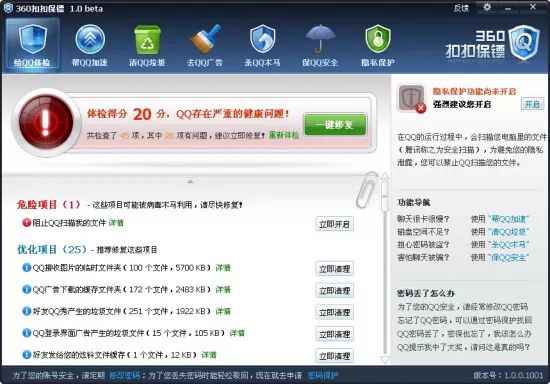 360扣扣保镖 1.0 beta
反馈
给QQ体检
帮QQ加速
清QQ垃圾
去QQ广告
杀QQ木马
保QQ安全
隐私保护
360
扣扣保镖
体检得分 20 分，QQ存在严重的健康问题！
共检查了 45 项，其中 26 项有问题，建议立即修复！重新体检
一键修复
危险项目（1）- 这些项目可能被病毒木马利用，请尽快修复！
阻止QQ扫描我的文件 详情
立即开启
优化项目（25）- 推荐修复这些项目
QQ接收图片的临时文件夹（100 个文件，5700 KB）详情
立即清理
QQ广告下载的缓存文件夹（172 个文件，2483 KB）详情
立即清理
好友QQ秀产生的垃圾文件（251 个文件，1922 KB）详情
立即清理
QQ登录界面广告产生的垃圾文件（15 个文件，105 KB）详情
立即清理
好友发给您的炫铃文件缓存（1 个文件，12 KB）详情
立即清理
隐私保护功能尚未开启
强烈建议您开启
开启
在QQ的运行过程中，会扫描您电脑里的文件
（腾讯称之为安全扫描），为避免您的隐私
泄露，您可以禁止QQ扫描您的文件。
功能导航
聊天很卡很慢？ 使用 “帮QQ加速”
磁盘空间不足？ 使用 “清QQ垃圾”
担心密码被盗？ 使用 “杀QQ木马”
害怕聊天被骗？ 使用 “保QQ安全”
密码丢了怎么办
为了您的QQ安全，请经常修改QQ密码
忘记了QQ密码，可以通过密码保护找回
QQ密码丢了，密保也忘了，我该怎么办
QQ提示我中了大奖，请问这是真的吗？
为了您的账号安全，请定期 修改密码；为了您丢失密码时能轻松取回，现在就去申请 密码保护
版本号：1.0.0.1001